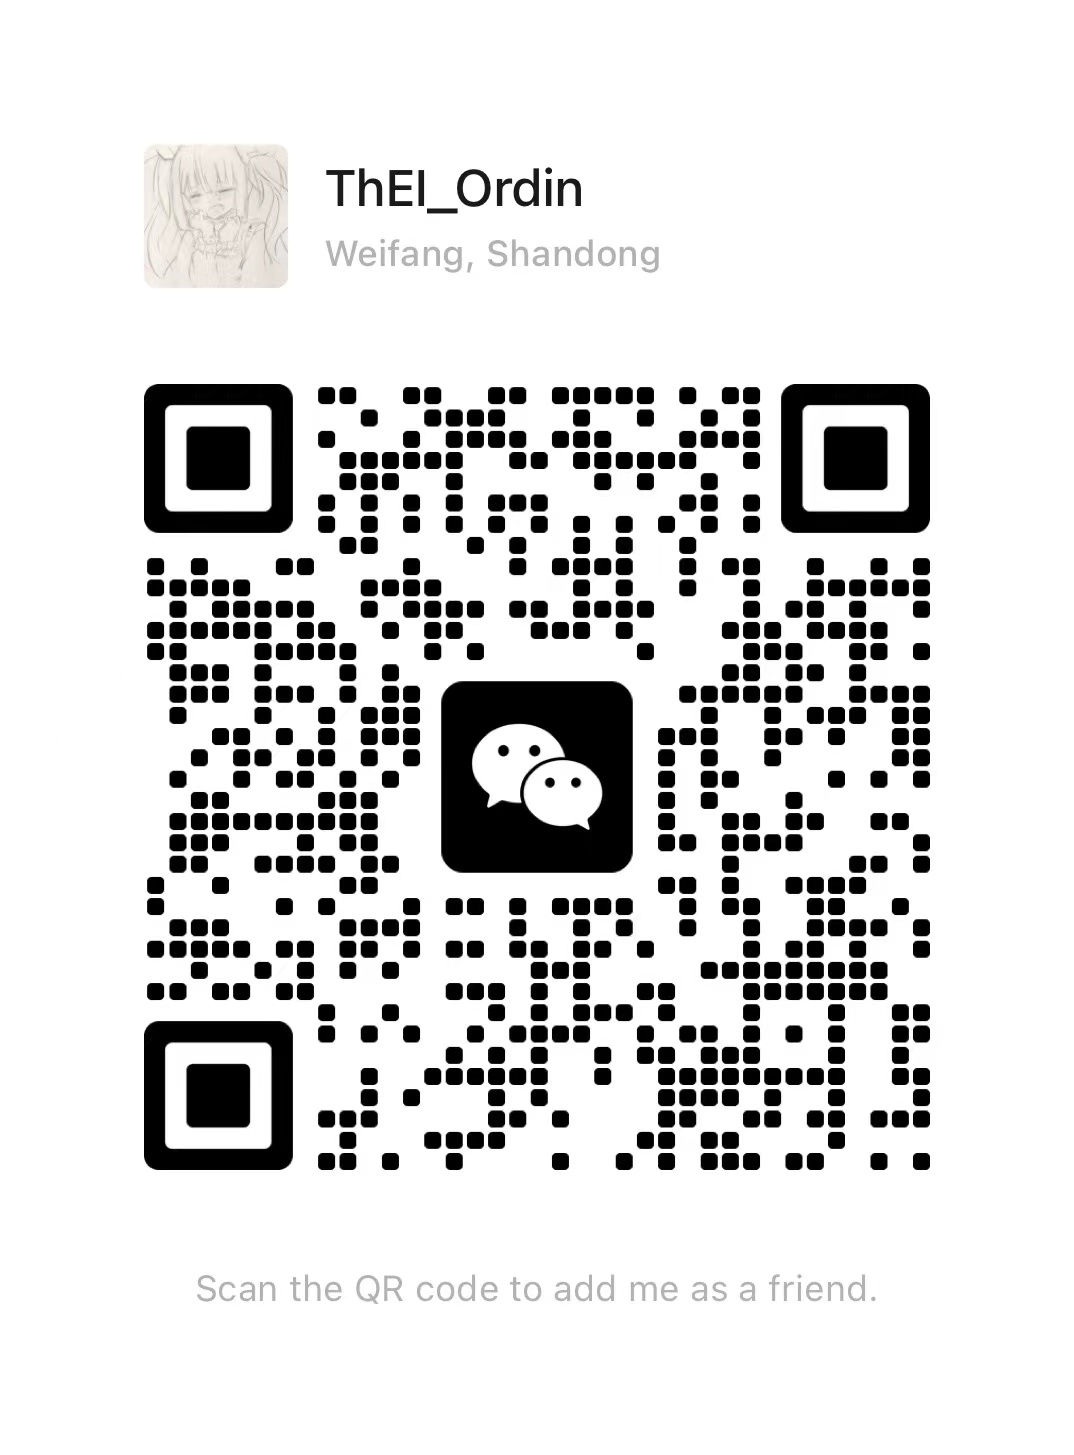 ThEI_Ordin
Weifang, Shandong
Scan the QR code to add me as a friend.